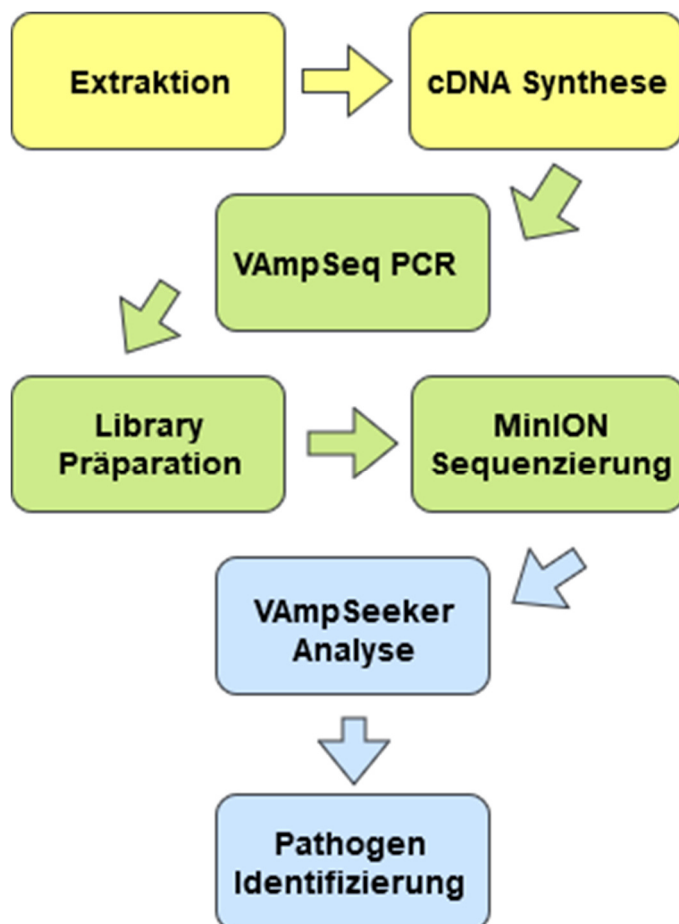 Extraktion
cDNA Synthese
VAmpSeq PCR
Library
Präparation
MinION
Sequenzierung
VAmpSeeker
Analyse
Pathogen
Identifizierung